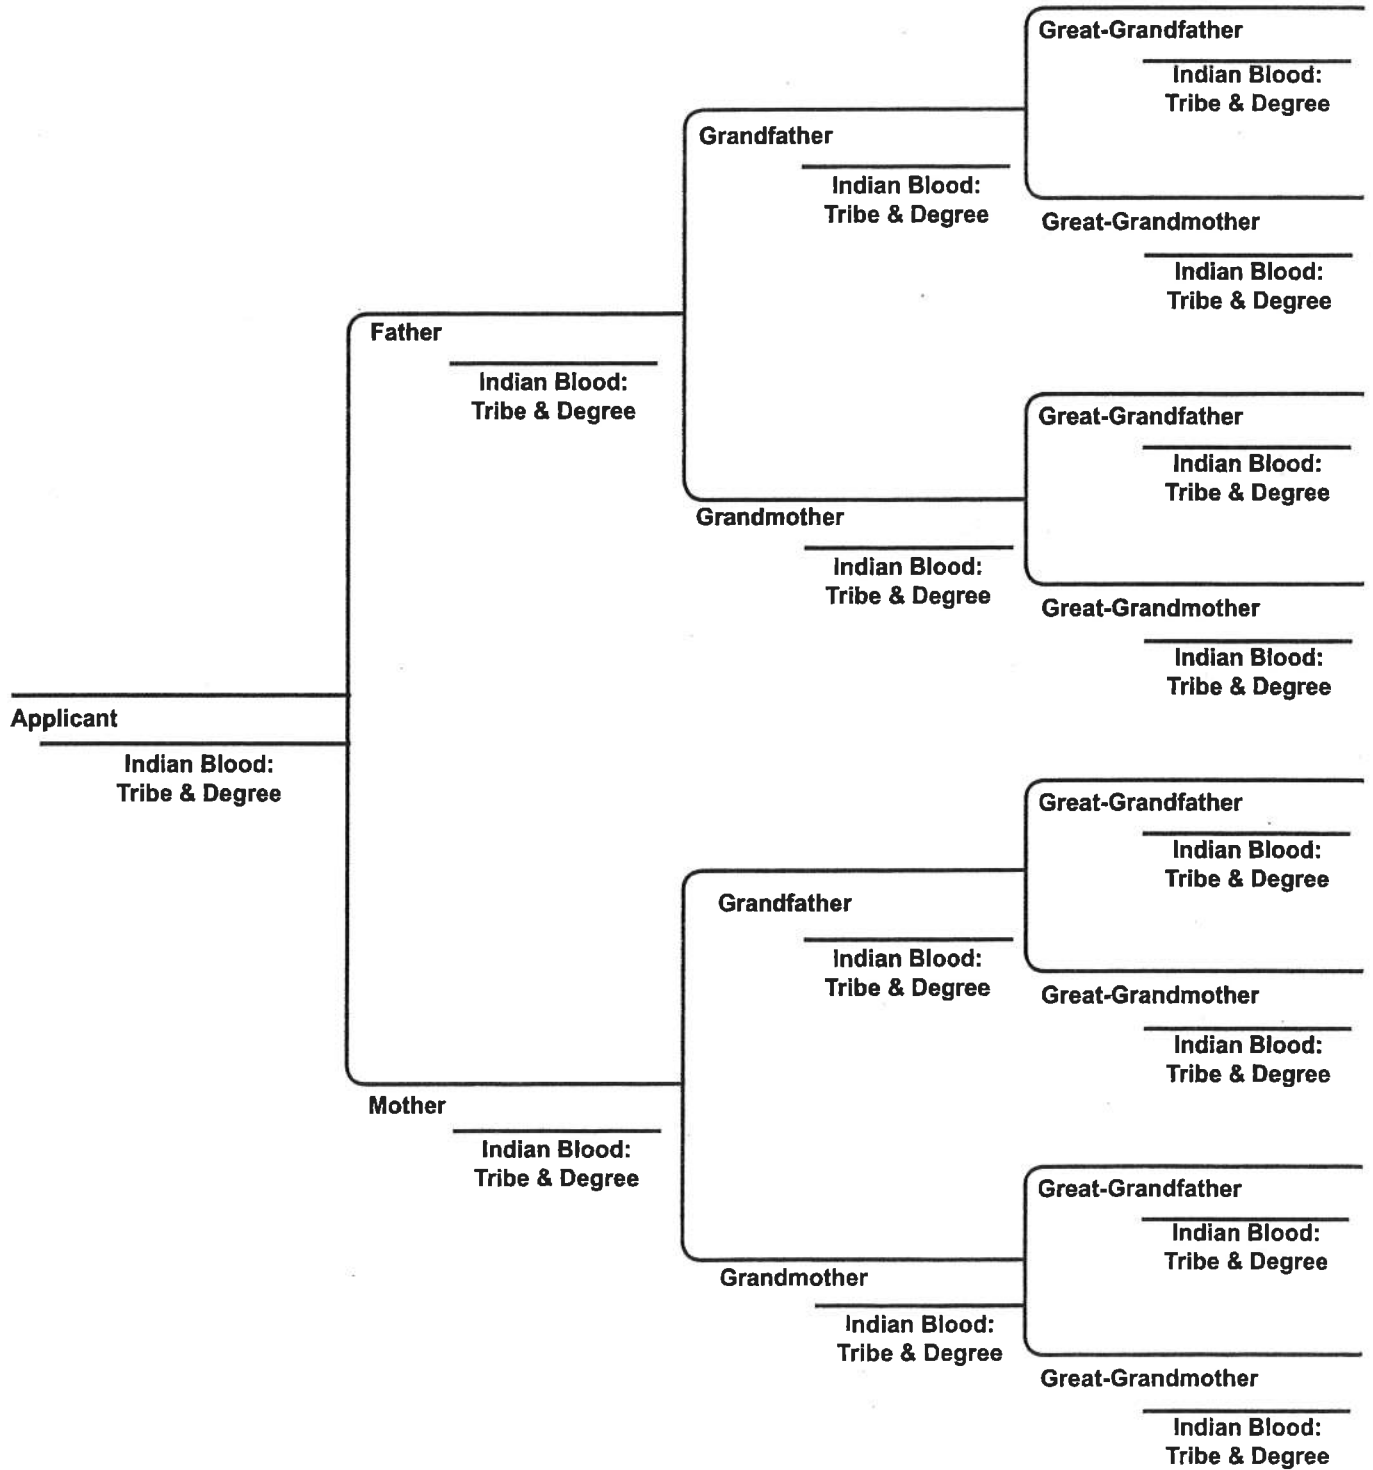 Great-Grandfather
Indian Blood:
Tribe & Degree
Grandfather
Indian Blood:
Tribe & Degree
Great-Grandmother
Indian Blood:
Tribe & Degree
Father
Indian Blood:
Tribe & Degree
Great-Grandfather
Indian Blood:
Tribe & Degree
Grandmother
Indian Blood:
Tribe & Degree
Great-Grandmother
Indian Blood:
Tribe & Degree
Applicant
Indian Blood:
Tribe & Degree
Great-Grandfather
Indian Blood:
Tribe & Degree
Grandfather
Indian Blood:
Tribe & Degree
Great-Grandmother
Indian Blood:
Tribe & Degree
Mother
Indian Blood:
Tribe & Degree
Great-Grandfather
Indian Blood:
Tribe & Degree
Grandmother
Indian Blood:
Tribe & Degree
Great-Grandmother
Indian Blood:
Tribe & Degree